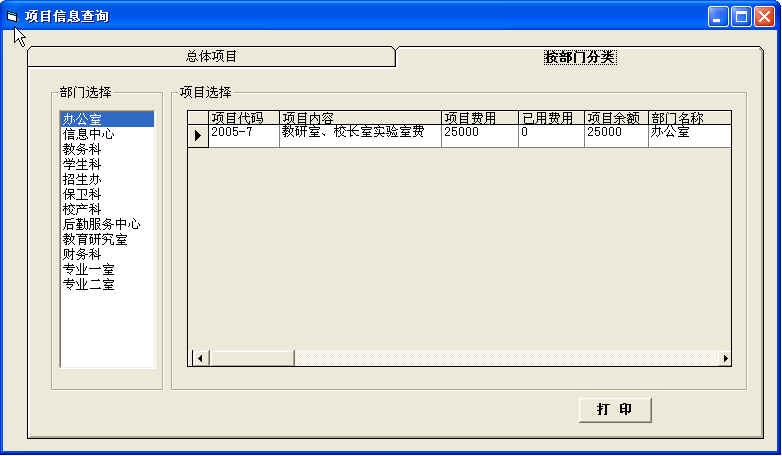 项目信息查询
总体项目
按部门分类
部门选择
办公室
信息中心
教务科
学生科
招生办
保卫科
校产科
后勤服务中心
教育研究室
财务科
专业一室
专业二室
项目选择
项目代码 项目内容 项目费用 已用费用 项目余额 部门名称
2005-7 教研室、校长室实验室费 25000 0 25000 办公室
打 印